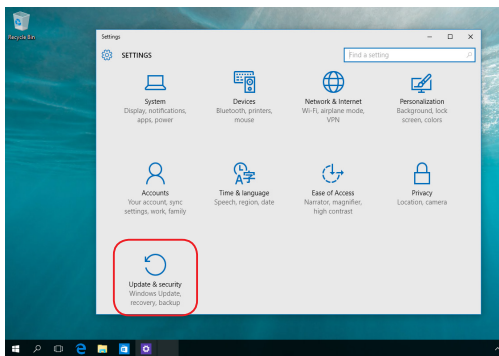 Recycle Bin
Settings
SETTINGS
Find a setting
System
Display, notifications,
apps, power
Devices
Bluetooth, printers,
mouse
Network & Internet
Wi-Fi, airplane mode,
VPN
Personalization
Background, lock
screen, colors
Accounts
Your account, sync
settings, work, family
Time & language
Speech, region, date
Ease of Access
Narrator, magnifier,
high contrast
Privacy
Location, camera
Update & security
Windows Update,
recovery, backup